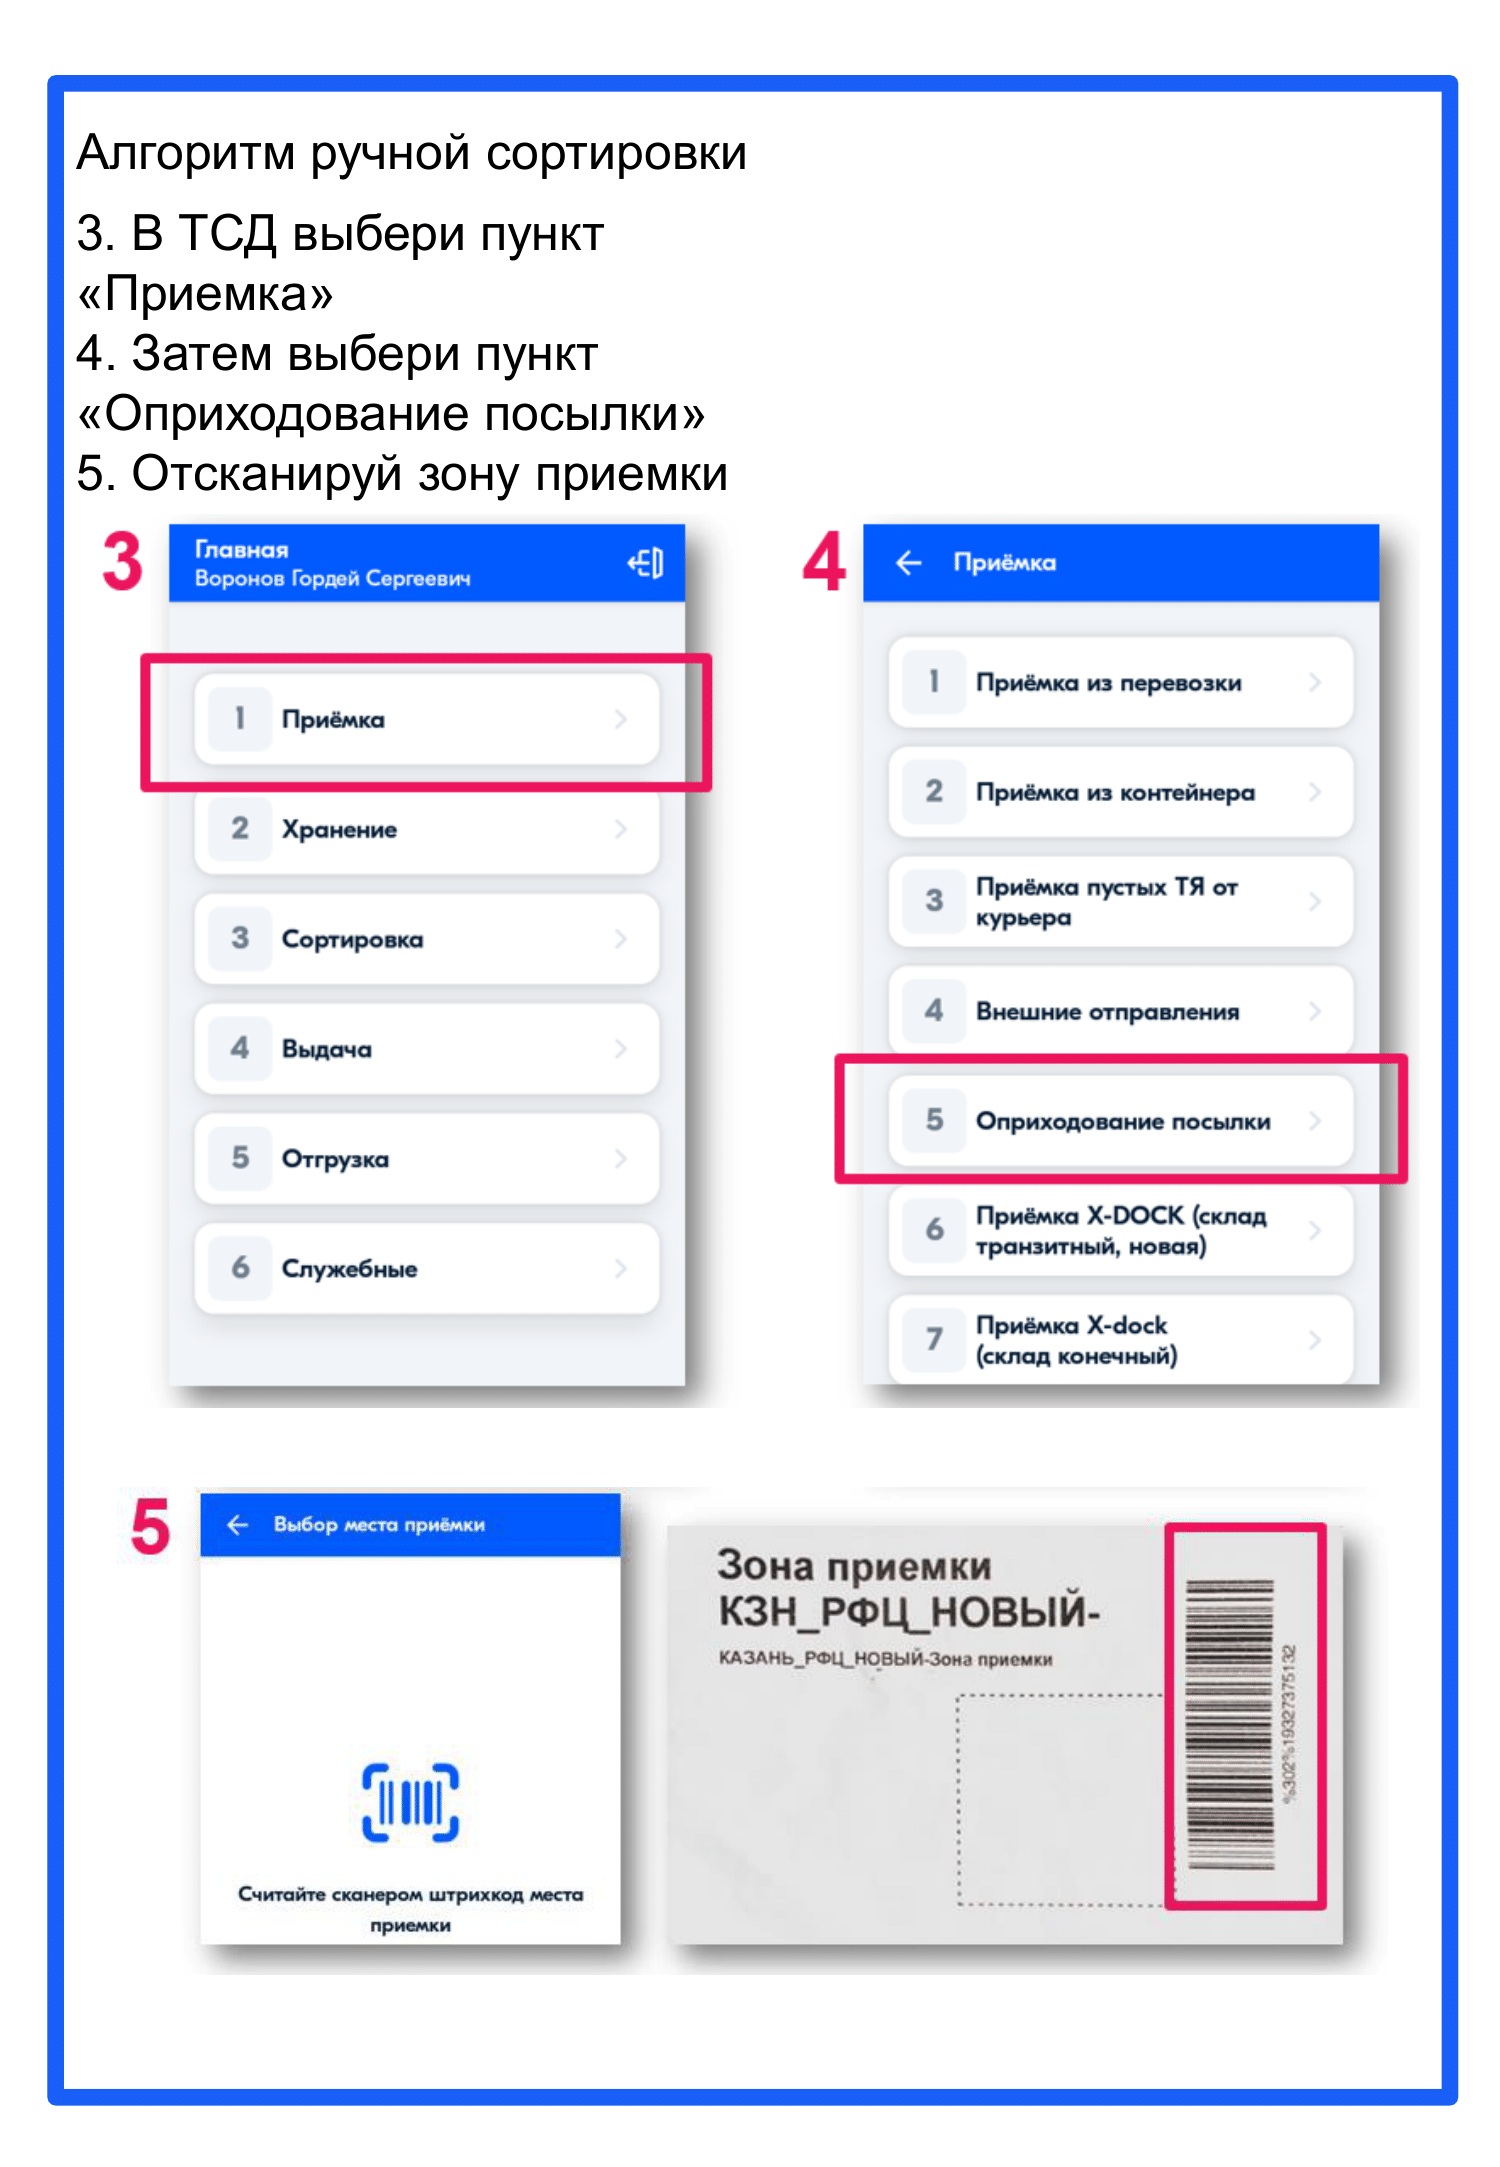 Алгоритм ручной сортировки
3. В ТСД выбери пункт
«Приемка»
4. Затем выбери пункт
«Оприходование посылки»
5. Отсканируй зону приемки
3
Главная
Воронов Гордей Сергеевич
1 Приёмка
2 Хранение
3 Сортировка
4 Выдача
5 Отгрузка
6 Служебные
4
Приёмка
1 Приёмка из перевозки
2 Приёмка из контейнера
3 Приёмка пустых ТЯ от
курьера
4 Внешние отправления
5 Оприходование посылки
6 Приёмка X-DOCK (склад
транзитный, новая)
7 Приёмка X-dock
(склад конечный)
5
Выбор места приёмки
Считайте сканером штрихкод места
приемки
Зона приемки
КЗН_РФЦ_НОВЫЙ-
КАЗАНЬ_РФЦ_НОВЫЙ-Зона приемки
%302%19327375132